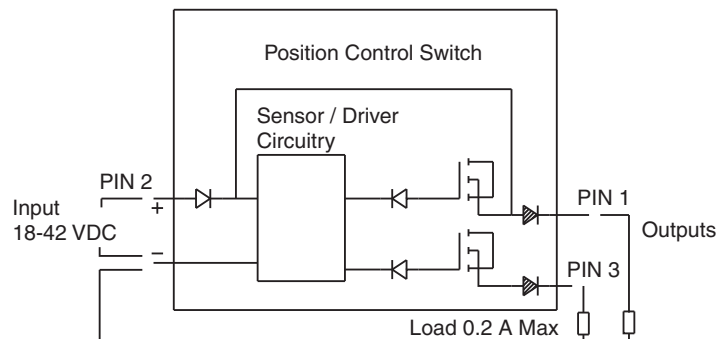 Position Control Switch
Sensor / Driver
Circuitry
PIN 2
+
Input
18-42 VDC
–
PIN 1
Outputs
PIN 3
Load 0.2 A Max